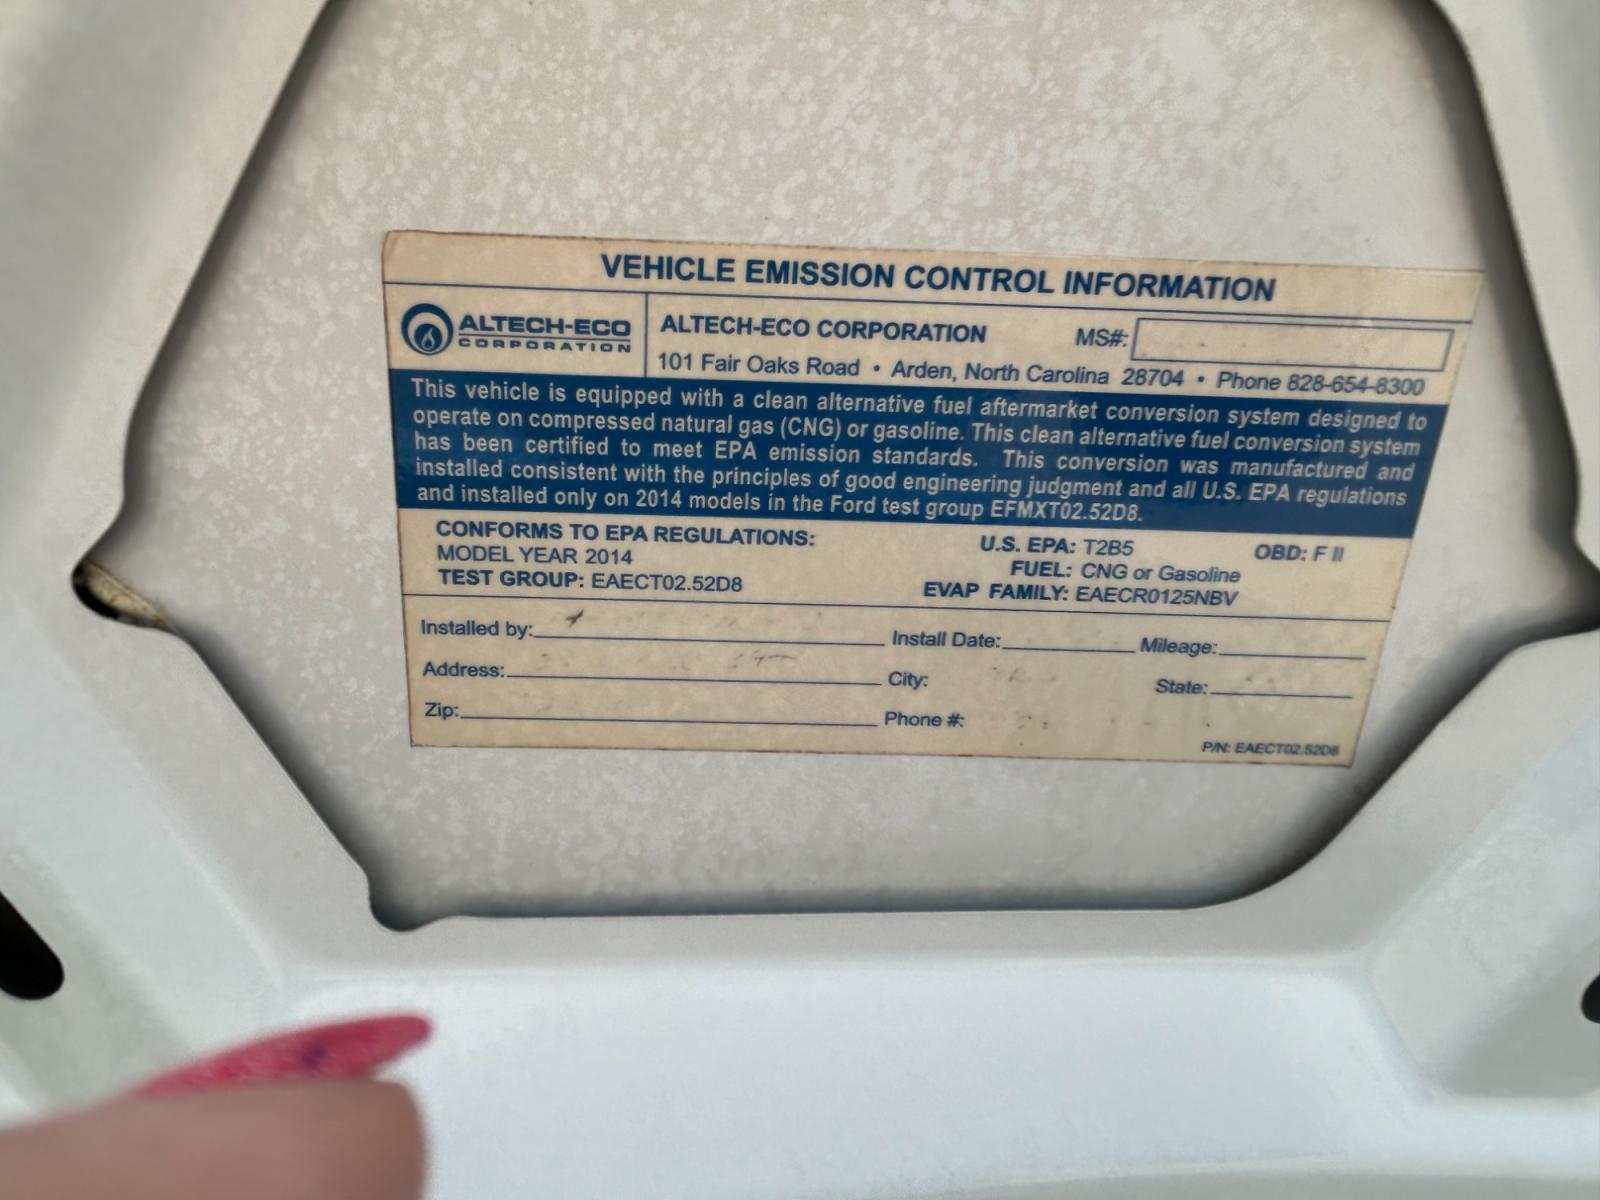 VEHICLE EMISSION CONTROL INFORMATION
ALTECH-ECO
CORPORATION
ALTECH-ECO CORPORATION MS#:
101 Fair Oaks Road • Arden, North Carolina 28704 • Phone 828-654-8300
This vehicle is equipped with a clean alternative fuel aftermarket conversion system designed to
operate on compressed natural gas (CNG) or gasoline. This clean alternative fuel conversion system
has been certified to meet EPA emission standards. This conversion was manufactured and
installed consistent with the principles of good engineering judgment and all U.S. EPA regulations
and installed only on 2014 models in the Ford test group EFMXT02.52D8.
CONFORMS TO EPA REGULATIONS:
MODEL YEAR 2014
TEST GROUP: EAECT02.52D8
U.S. EPA: T2B5 OBD: F II
FUEL: CNG or Gasoline
EVAP FAMILY: EAECR0125NBV
Installed by: Install Date: Mileage:
Address: City: State:
Zip: Phone #:
P/N: EAECT02.52D8